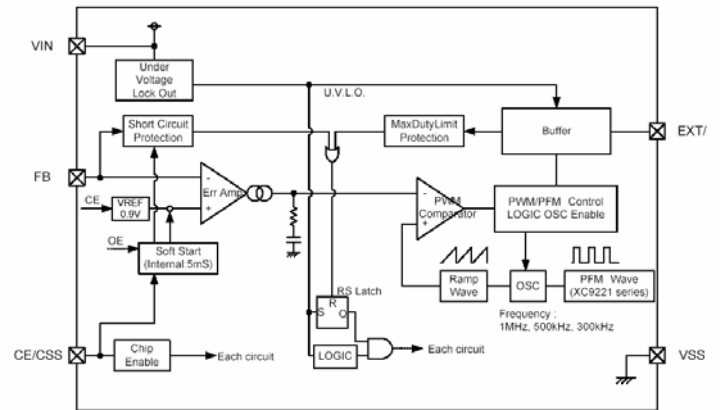 VIN
Under
Voltage
Lock Out
U.V.L.O.
Short Circuit
Protection
MaxDutyLimit
Protection
Buffer
EXT/
FB
Err Amp
CE
VREF
0.9V
PWM
Comparator
PWM/PFM Control
LOGIC OSC Enable
OE
Soft Start
(Internal:5mS)
Ramp
Wave
OSC
PFM Wave
(XC9221 series)
RS Latch
S
R
Q
Frequency :
1MHz, 500kHz, 300kHz
CE/CSS
Chip
Enable
Each circuit
LOGIC
Each circuit
VSS
-
+
-
+